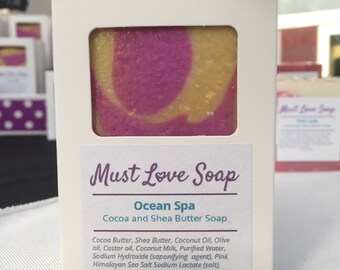 Must Love Soap
Ocean Spa
Cocoa and Shea Butter Soap
Cocoa Butter, Shea Butter, Coconut Oil, Olive
oil, Castor oil, Coconut Milk, Purified Water,
Sodium Hydroxide (saponifying agent), Pink
Himalayan Sea Salt Sodium Lactate (salt),
Must Love Soap